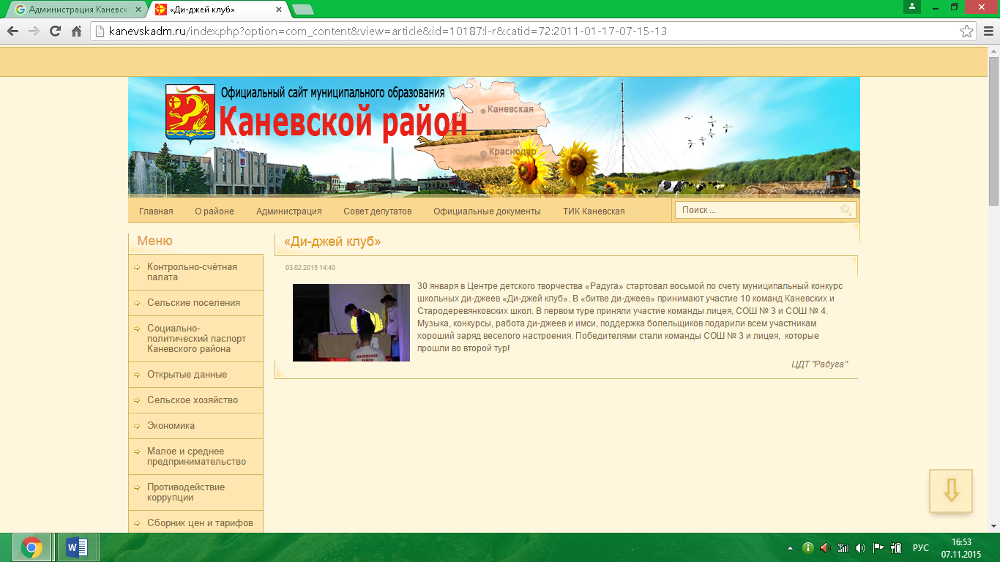 Администрация Каневск
«Ди-джей клуб»
kanevskadm.ru/index.php?option=com_content&view=article&id=10187:l-r&catid=72:2011-01-17-07-15-13
Официальный сайт муниципального образования
Каневской район
Каневская
Краснодар
Главная
О районе
Администрация
Совет депутатов
Официальные документы
ТИК Каневская
Поиск ...
Меню
Контрольно-счётная
палата
Сельские поселения
Социально-
политический паспорт
Каневского района
Открытые данные
Сельское хозяйство
Экономика
Малое и среднее
предпринимательство
Противодействие
коррупции
Сборник цен и тарифов
«Ди-джей клуб»
03.02.2015 14:40
КАНЕВСКОЙ
РАЙОН
30 января в Центре детского творчества «Радуга» стартовал восьмой по счету муниципальный конкурс
школьных ди-джеев «Ди-джей клуб». В «битве ди-джеев» принимают участие 10 команд Каневских и
Стародеревянковских школ. В первом туре приняли участие команды лицея, СОШ № 3 и СОШ № 4.
Музыка, конкурсы, работа ди-джеев и имси, поддержка болельщиков подарили всем участникам
хороший заряд веселого настроения. Победителями стали команды СОШ № 3 и лицея, которые
прошли во второй тур!
ЦДТ "Радуга"
РУС
16:53
07.11.2015